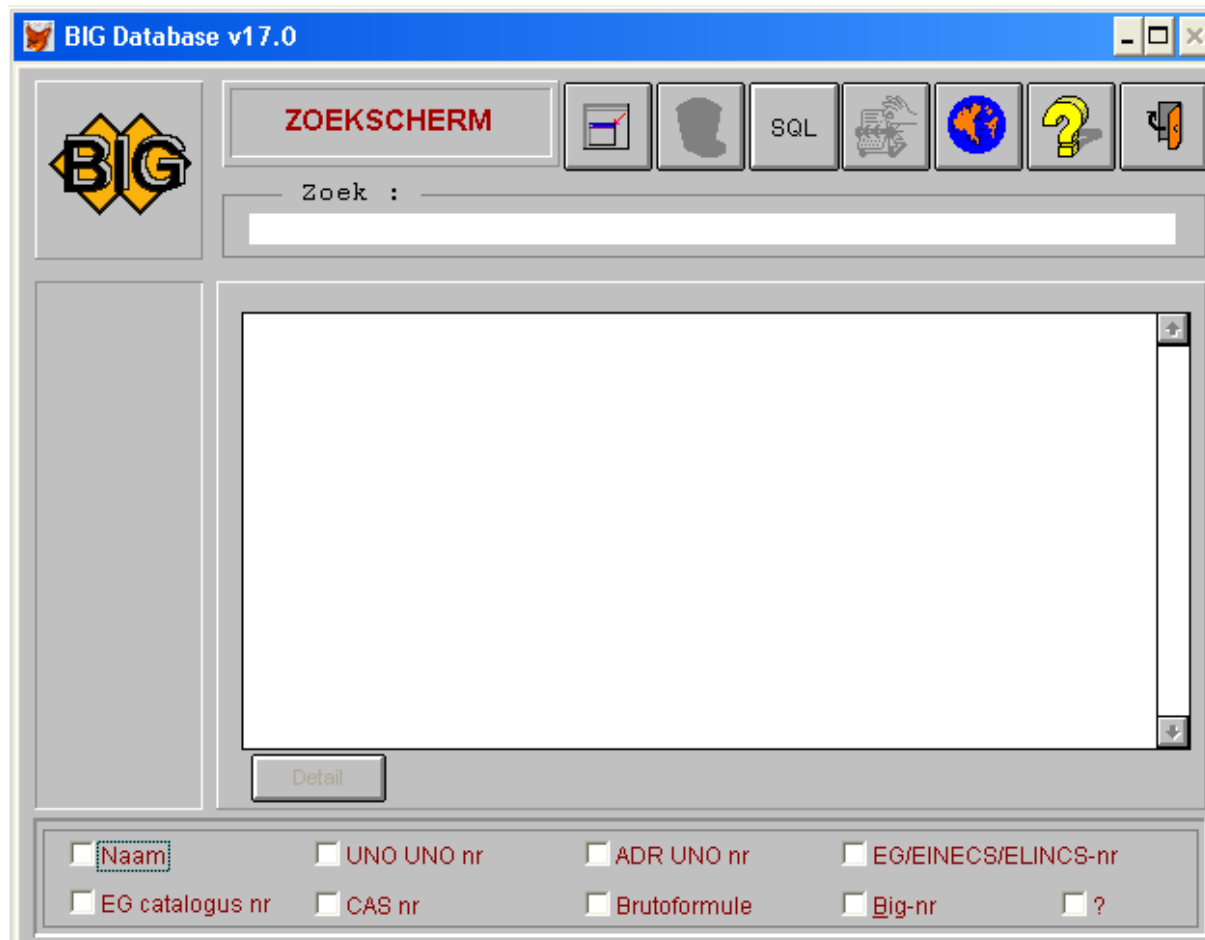 BIG Database v17.0
BIG
ZOEKSCHERM
SQL
Zoek :
Detail
Naam
UNO UNO nr
ADR UNO nr
EG/EINECS/ELINCS-nr
EG catalogus nr
CAS nr
Brutoformule
Big-nr
?